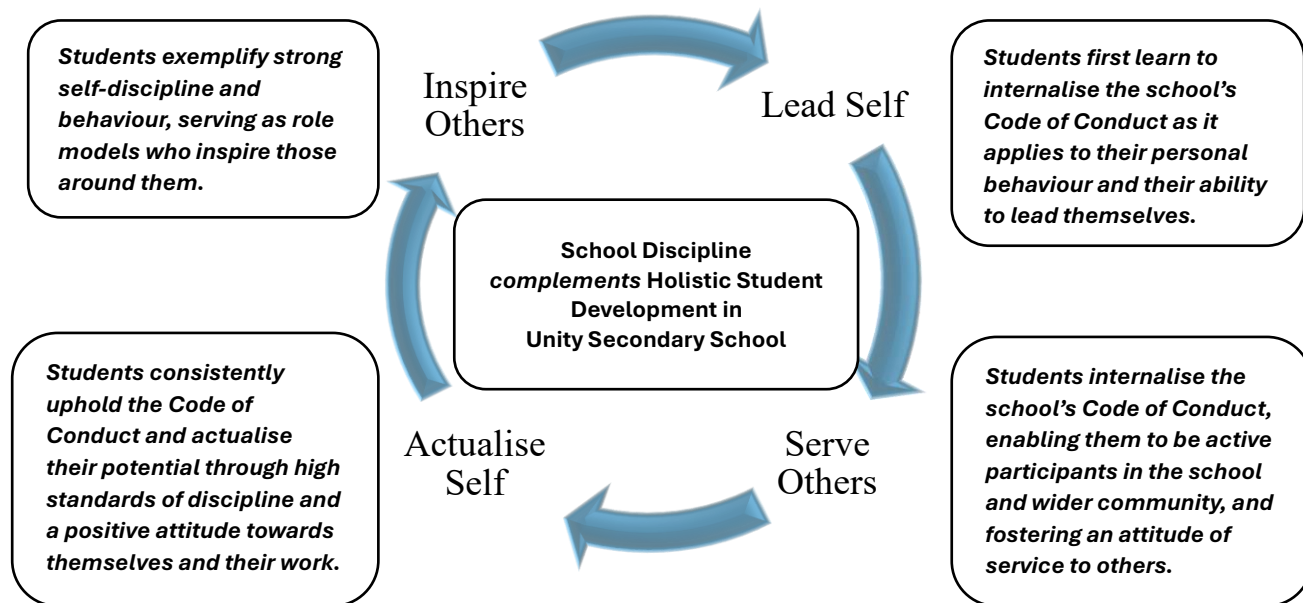 Students exemplify strong
self-discipline and
behaviour, serving as role
models who inspire those
around them.
Inspire
Others
Lead Self
Students first learn to
internalise the school's
Code of Conduct as it
applies to their personal
behaviour and their ability
to lead themselves.
School Discipline
complements Holistic Student
Development in
Unity Secondary School
Students consistently
uphold the Code of
Conduct and actualise
their potential through high
standards of discipline and
a positive attitude towards
themselves and their work.
Actualise
Self
Serve
Others
Students internalise the
school's Code of Conduct,
enabling them to be active
participants in the school
and wider community, and
fostering an attitude of
service to others.